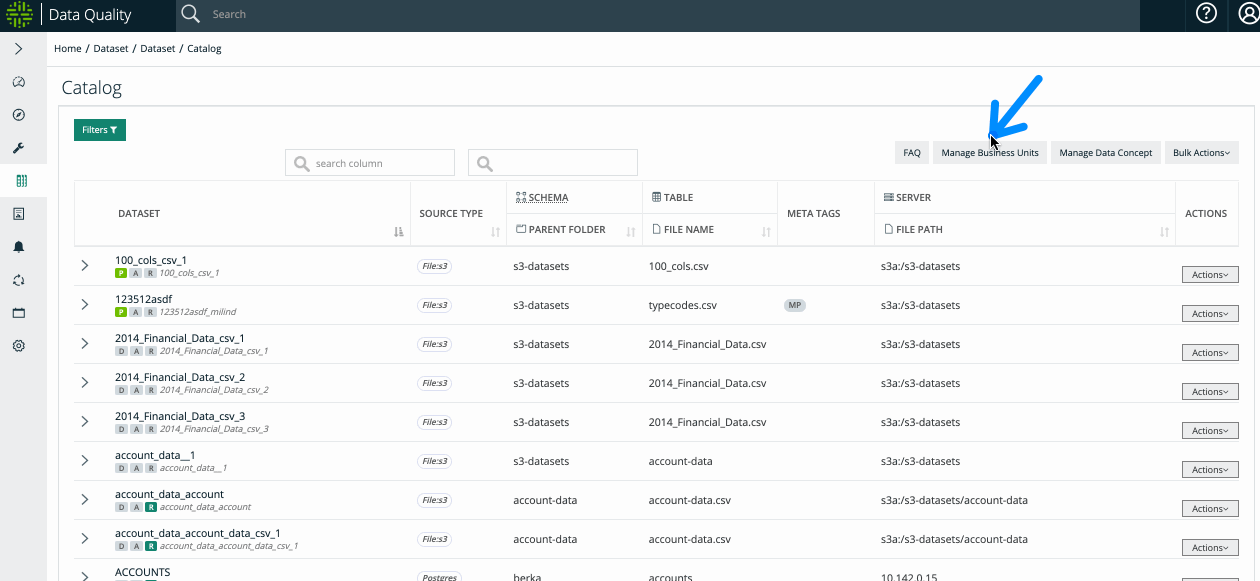 Data Quality
Search
Home / Dataset / Dataset / Catalog
Catalog
Filters
FAQ Manage Business Units Manage Data Concept Bulk Actions
search column
DATASET SOURCE TYPE SCHEMA TABLE META TAGS SERVER ACTIONS
PARENT FOLDER FILE NAME FILE PATH
100_cols_csv_1 File:s3 s3-datasets 100_cols.csv s3a:/s3-datasets Actions
P A R 100_cols_csv_1
123512asdf File:s3 s3-datasets typecodes.csv MP s3a:/s3-datasets Actions
P A R 123512asdf_milind
2014_Financial_Data_csv_1 File:s3 s3-datasets 2014_Financial_Data.csv s3a:/s3-datasets Actions
D A R 2014_Financial_Data_csv_1
2014_Financial_Data_csv_2 File:s3 s3-datasets 2014_Financial_Data.csv s3a:/s3-datasets Actions
D A R 2014_Financial_Data_csv_2
2014_Financial_Data_csv_3 File:s3 s3-datasets 2014_Financial_Data.csv s3a:/s3-datasets Actions
D A R 2014_Financial_Data_csv_3
account_data__1 File:s3 s3-datasets account-data s3a:/s3-datasets Actions
D A R account_data__1
account_data_account File:s3 account-data account-data.csv s3a:/s3-datasets/account-data Actions
D A R account_data_account
account_data_account_data_csv_1 File:s3 account-data account-data.csv s3a:/s3-datasets/account-data Actions
D A R account_data_account_data_csv_1
ACCOUNTS Postgres berka accounts 10.142.0.15